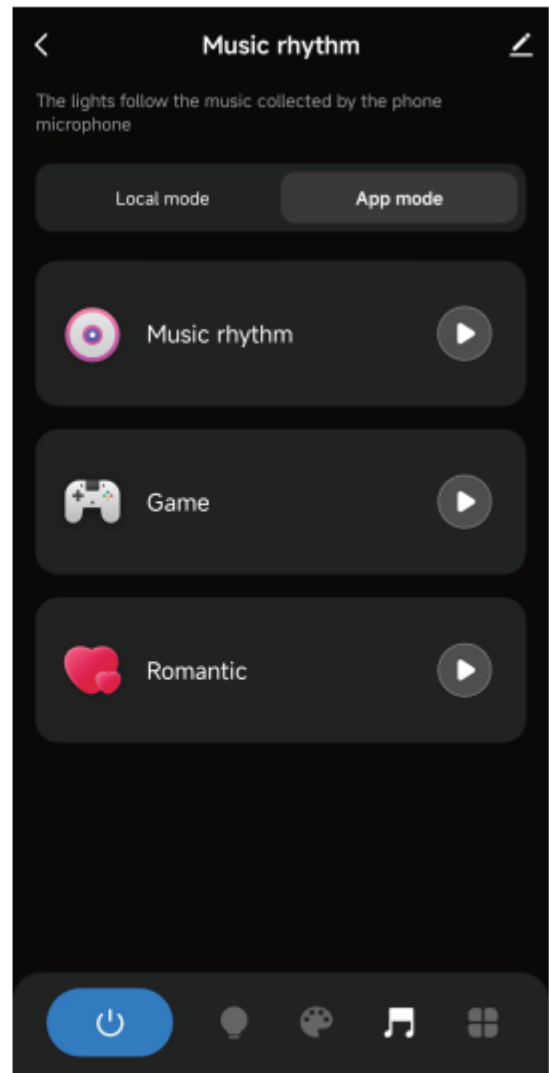 Music rhythm
The lights follow the music collected by the phone
microphone
Local mode
App mode
Music rhythm
Game
Romantic